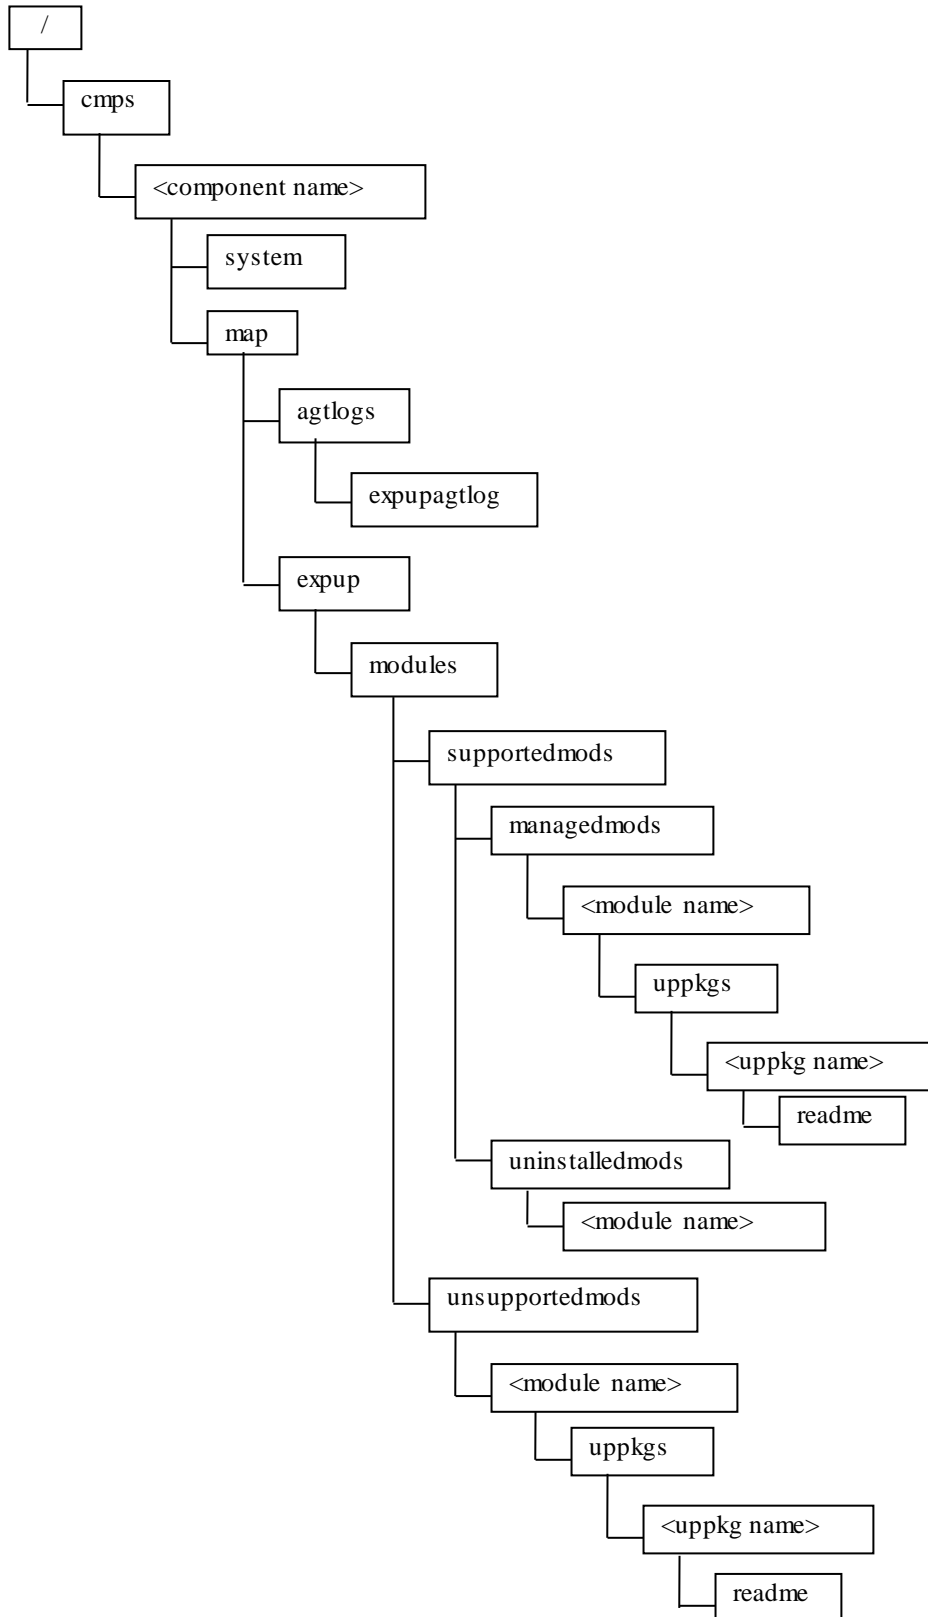 /
cmps
<component name>
system
map
agtlogs
expupagtlog
expup
modules
supportedmods
managedmods
<module name>
uppkgs
<uppkg name>
readme
uninstalledmods
<module name>
unsupportedmods
<module name>
uppkgs
<uppkg name>
readme